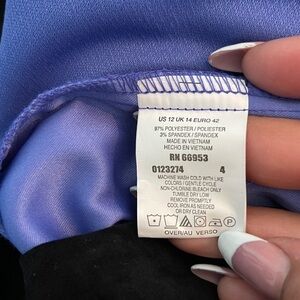 US 12 UK 14 EURO 42
97% POLYESTER / POLIESTER
3% SPANDEX / SPANDEX
MADE IN VIETNAM
HECHO EN VIETNAM
RN 66953
0123274 4
MACHINE WASH COLD WITH LIKE
COLORS / GENTLE CYCLE
NON-CHLORINE BLEACH ONLY
TUMBLE DRY LOW
REMOVE PROMPTLY
COOL IRON AS NEEDED
OR DRY CLEAN
OVER/AU VERSO